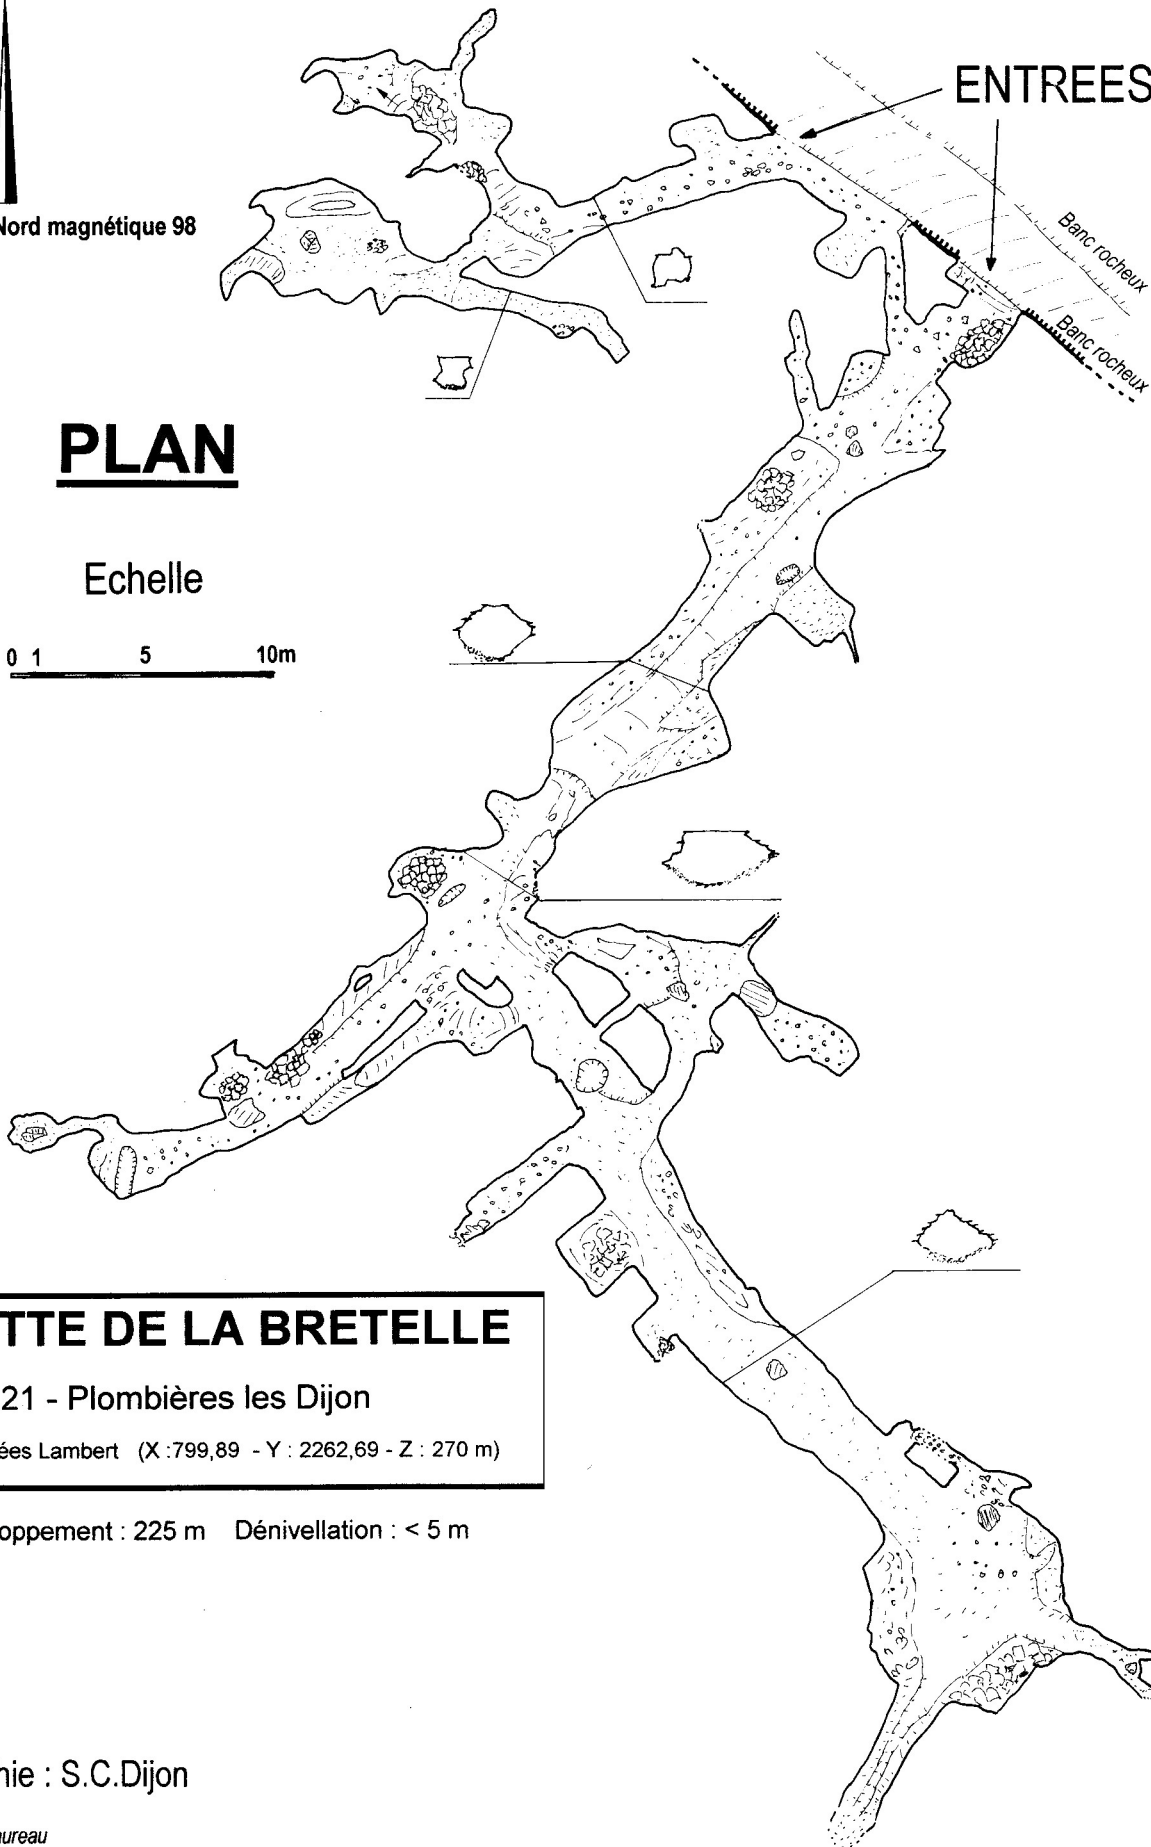 ENTREES
Nord magnétique 98
Banc rocheux
Banc rocheux
PLAN
Echelle
0 1 5 10m
TTE DE LA BRETELLE
21 - Plombières les Dijon
ées Lambert (X :799,89 - Y : 2262,69 - Z : 270 m)
oppement : 225 m Dénivellation : < 5 m
hie : S.C.Dijon
ureau